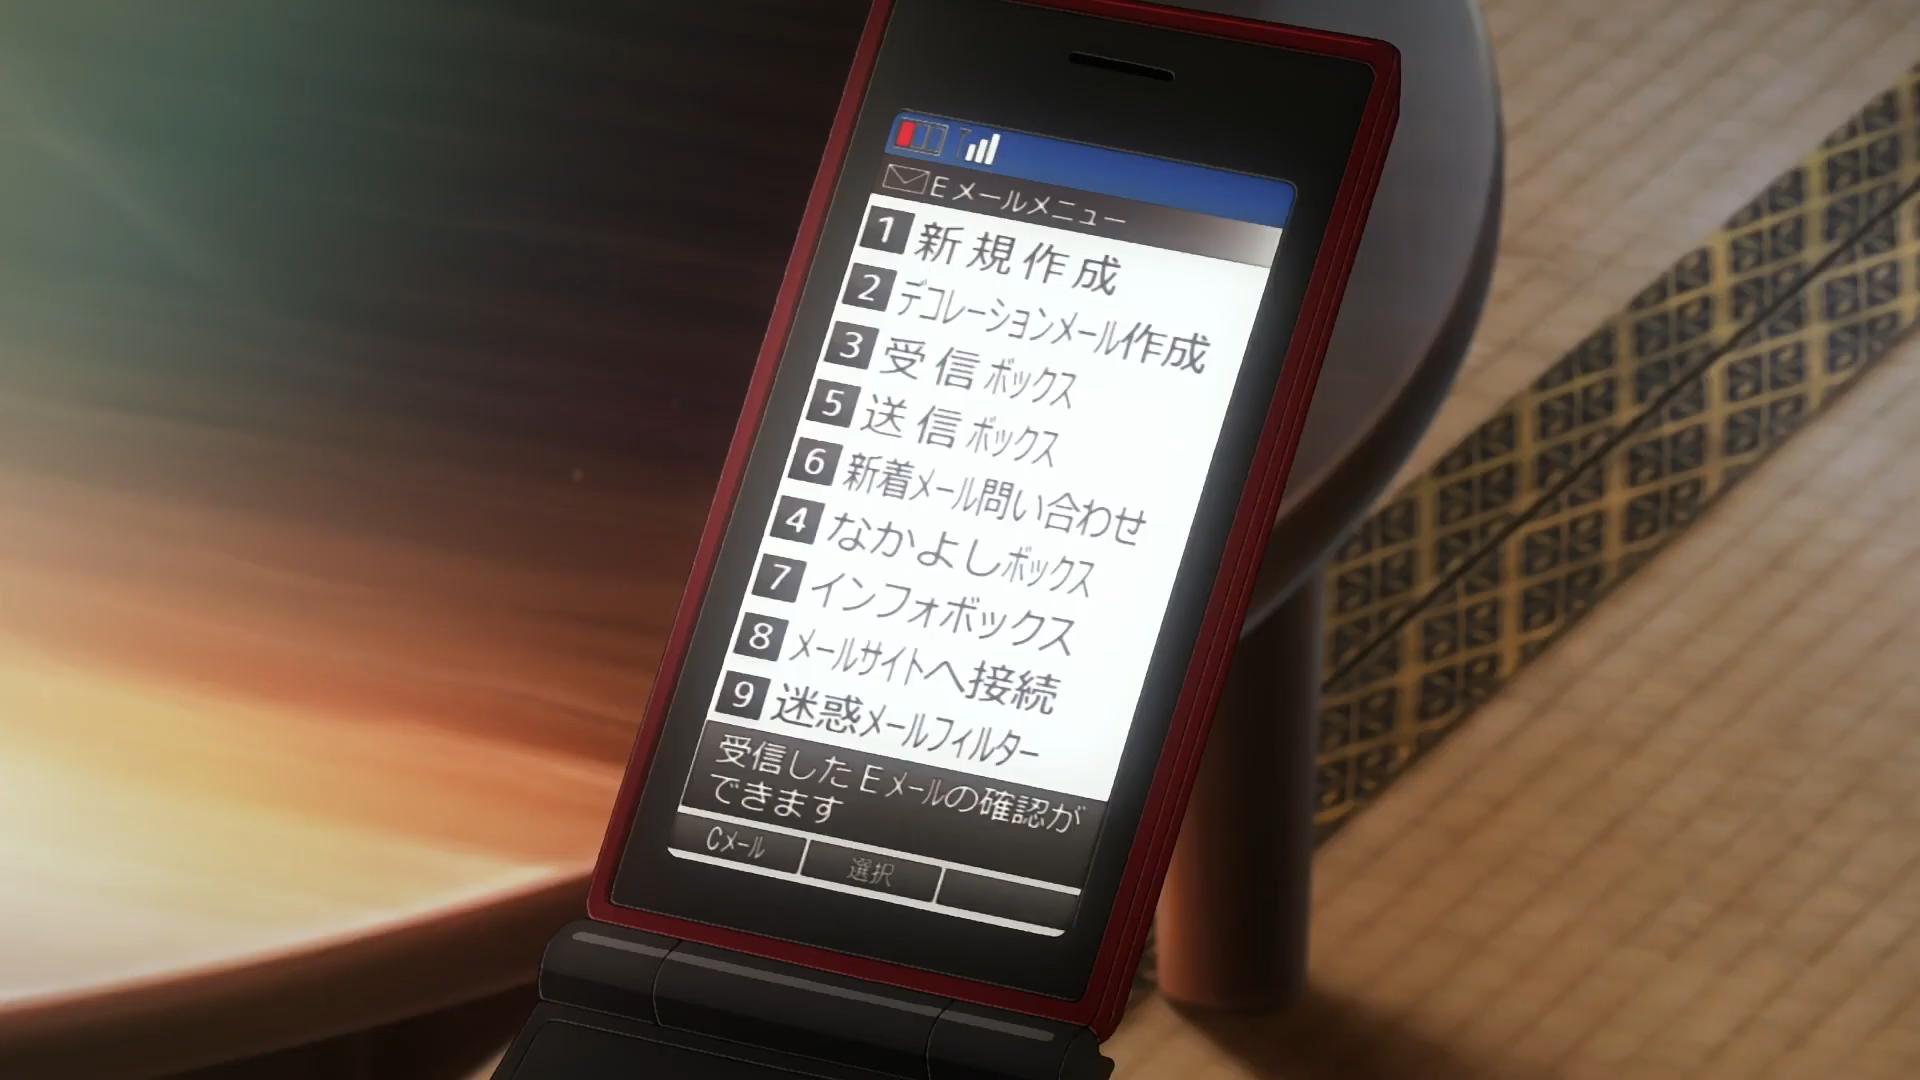 Eメールメニュー
1 新規作成
2 デコレーションメール作成
3 受信ボックス
5 送信ボックス
6 新着メール問い合わせ
4 なかよしボックス
7 インフォボックス
8 メールサイトへ接続
9 迷惑メールフィルター
受信したEメールの確認が
できます
Cメール 選択